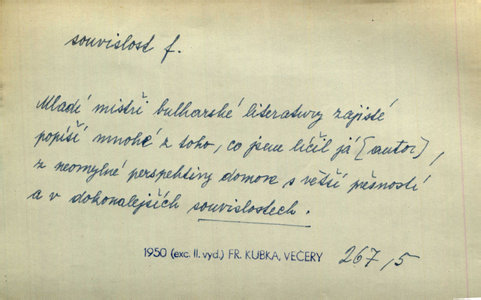 souvislost f.
Mladí mistři bulharské literatury zajisté
popíší mnohé z toho, co jsem líčil já [autor],
z neomylné perspektivy domova s větší přesností
a v dokonalejších souvislostech.
1950 (exc. II. vyd.) FR. KUBKA, VEČERY 267,5